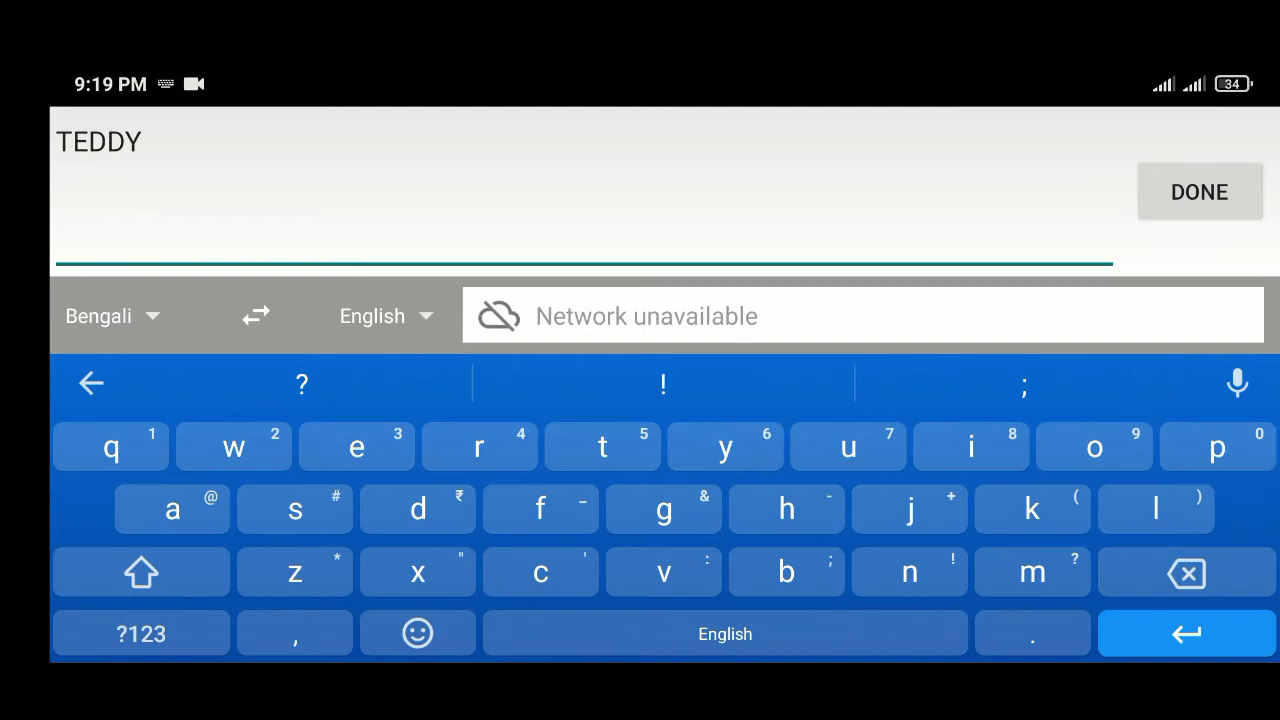 9:19 PM 34
TEDDY
DONE
Bengali English Network unavailable
? ! ;
q 1 w 2 e 3 r 4 t 5 y 6 u 7 i 8 o 9 p 0
a @ s # d ₹ f _ g & h - j + k ( l )
z * x " c ' v : b ; n ! m ?
?123 , English .